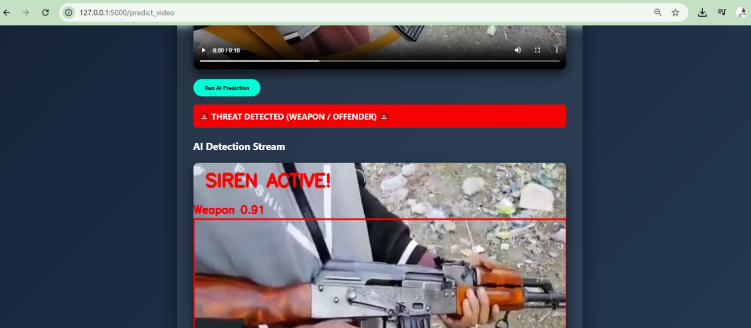 127.0.0.1:5000/predict_video
0:00 / 0:10
Run AI Prediction
🚨 THREAT DETECTED (WEAPON / OFFENDER) 🚨
AI Detection Stream
SIREN ACTIVE!
Weapon 0.91